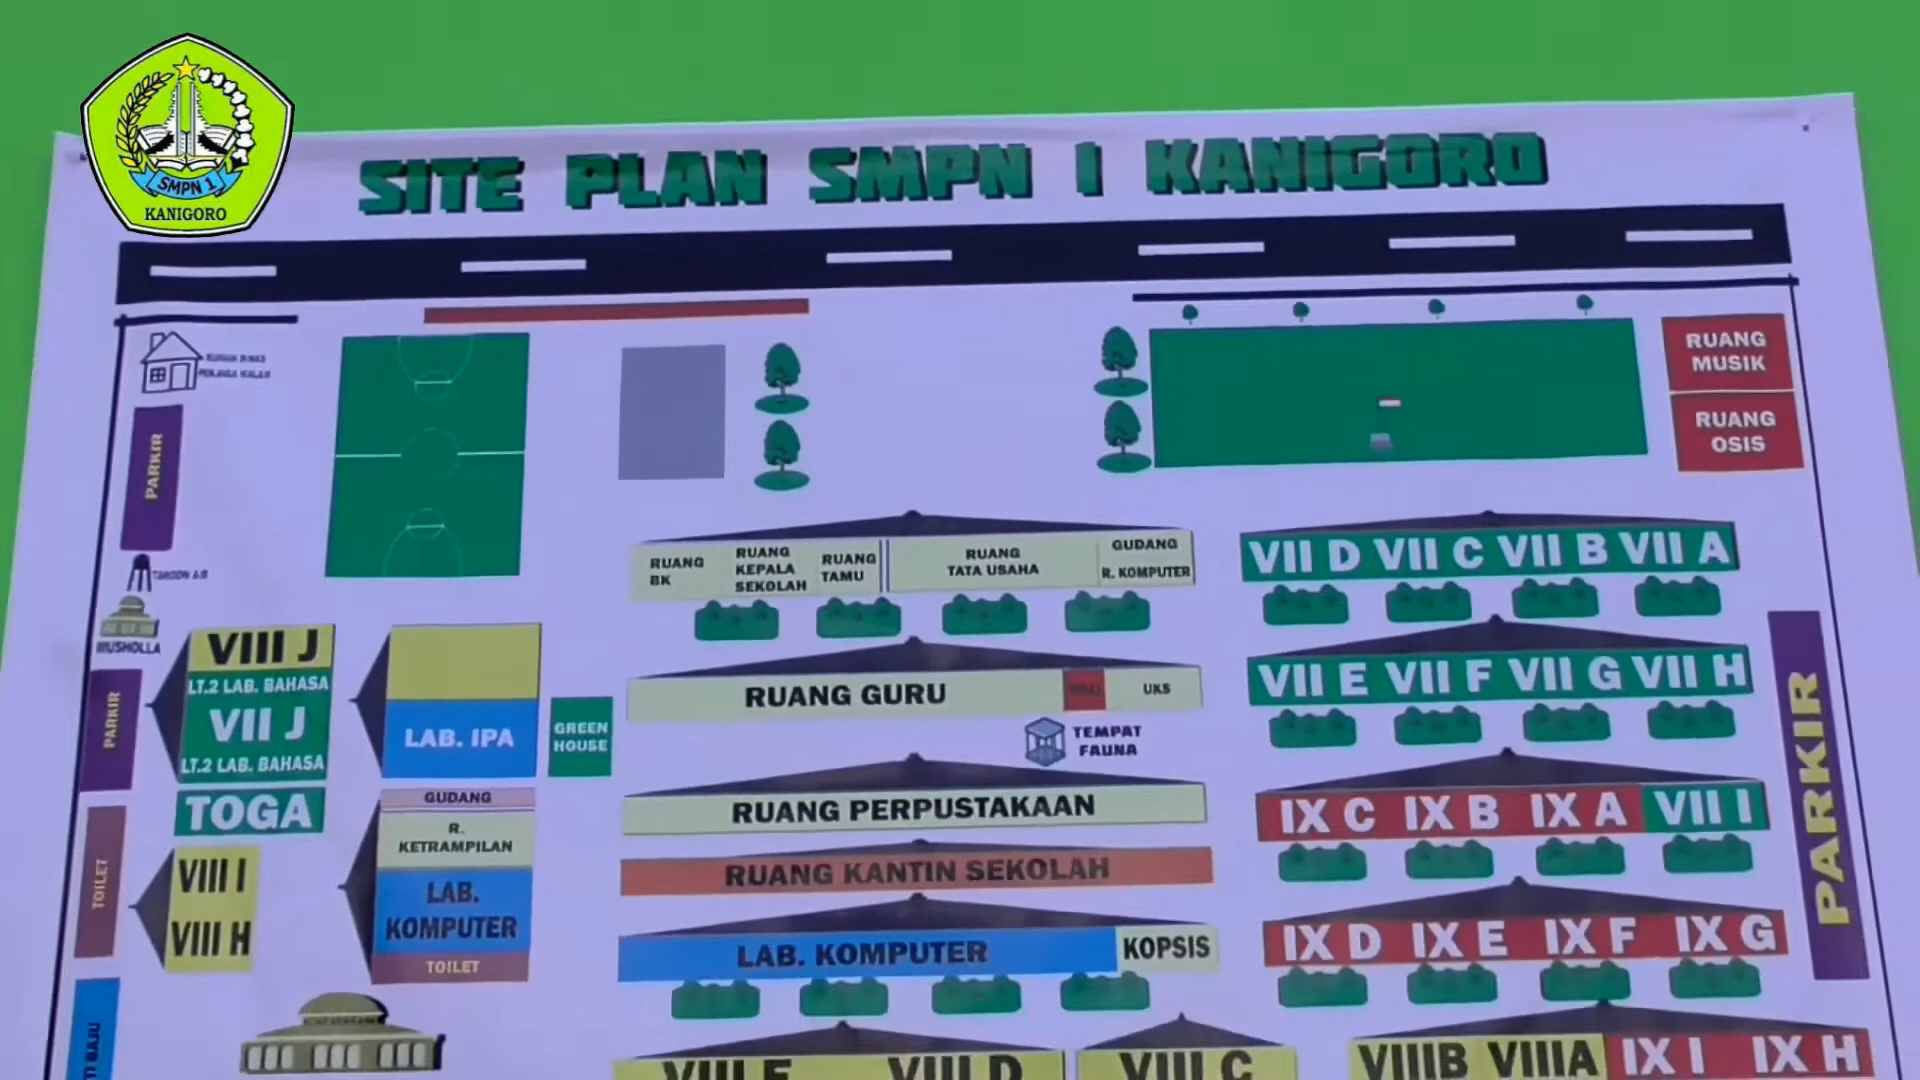 SMPN 1
KANIGORO
SITE PLAN SMPN 1 KANIGORO
RUANG
MUSIK
RUANG
OSIS
PARKIR
MUSHOLLA
RUANG
BK
RUANG
KEPALA
SEKOLAH
RUANG
TAMU
RUANG
TATA USAHA
GUDANG
R. KOMPUTER
VII D VII C VII B VII A
VIII J
LT.2 LAB. BAHASA
VII J
LT.2 LAB. BAHASA
TOGA
PARKIR
LAB. IPA
GREEN
HOUSE
RUANG GURU
UKS
TEMPAT
FAUNA
VII E VII F VII G VII H
PARKIR
GUDANG
R.
KETRAMPILAN
LAB.
KOMPUTER
TOILET
RUANG PERPUSTAKAAN
IX C IX B IX A VII I
TOILET
VIII I
VIII H
RUANG KANTIN SEKOLAH
LAB. KOMPUTER
KOPSIS
IX D IX E IX F IX G
BAJU
VIII D
VIII C
VIIIB VIIIA IX I IX H